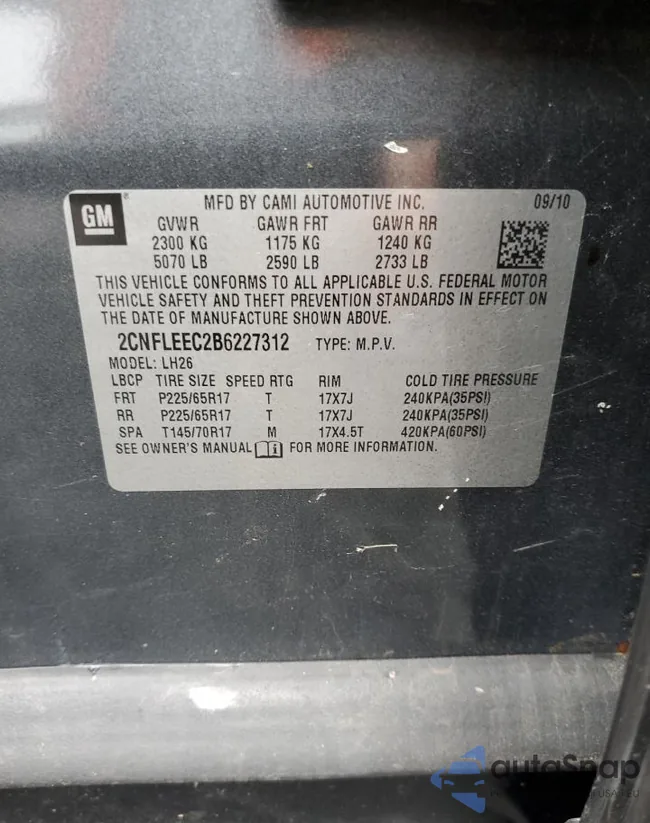 GM ® MFD BY CAMI AUTOMOTIVE INC. 09/10
GVWR GAWR FRT GAWR RR
2300 KG 1175 KG 1240 KG
5070 LB 2590 LB 2733 LB
THIS VEHICLE CONFORMS TO ALL APPLICABLE U.S. FEDERAL MOTOR
VEHICLE SAFETY AND THEFT PREVENTION STANDARDS IN EFFECT ON
THE DATE OF MANUFACTURE SHOWN ABOVE.
2CNFLEEC2B6227312 TYPE: M.P.V.
MODEL: LH26
LBCP TIRE SIZE SPEED RTG RIM COLD TIRE PRESSURE
FRT P225/65R17 T 17X7J 240KPA(35PSI)
RR P225/65R17 T 17X7J 240KPA(35PSI)
SPA T145/70R17 M 17X4.5T 420KPA(60PSI)
SEE OWNER'S MANUAL FOR MORE INFORMATION.
autoSnap